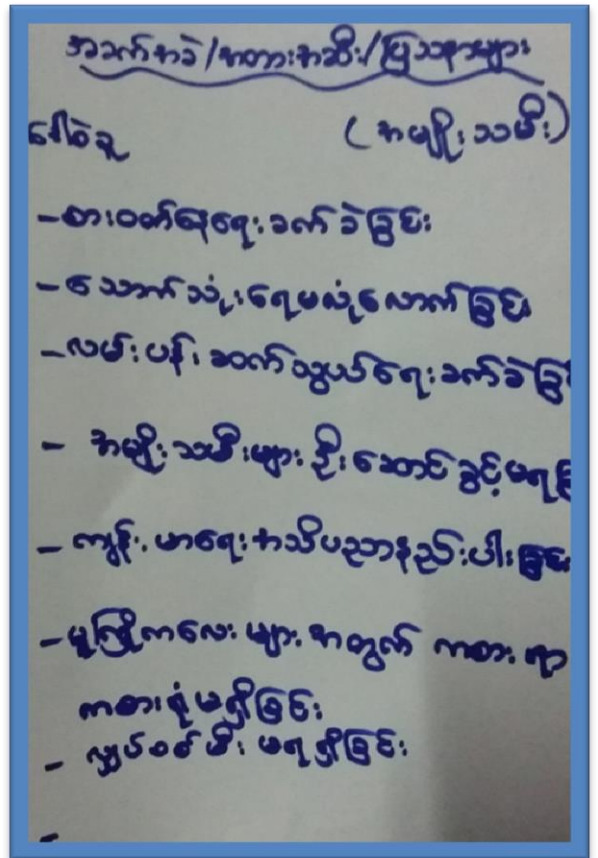 အခက်အခဲ/အတားအဆီး/ပြဿနာများ
ဒေါဝဲခူ (အမျိုးသမီး)
- စားဝတ်နေရေးခက်ခဲခြင်း
- သောက်သုံးရေမလုံလောက်ခြင်း
- လမ်းပန်းဆက်သွယ်ရေးခက်ခဲခြင်း
- အမျိုးသမီးများဦးဆောင်ခွင့်မရ
- ကျန်းမာရေးအသိပညာနည်းပါးခြင်း
- မူကြိုကလေးများအတွက် ကစားရာ
ကစားရုံမရှိခြင်း
- လျှပ်စစ်မီးမရရှိခြင်း
-